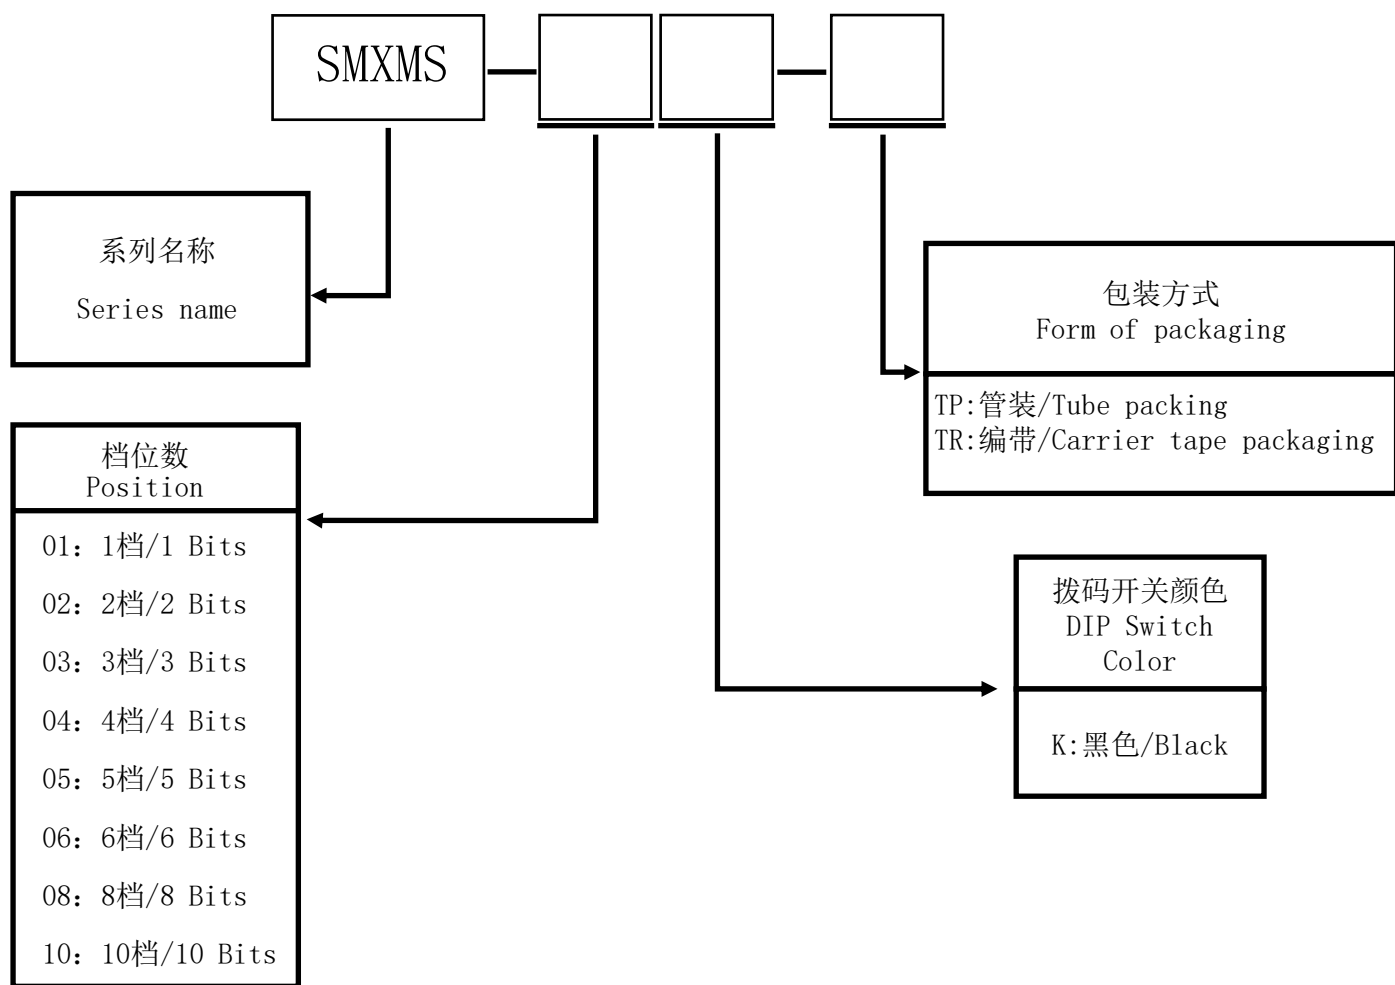 SMXMS
系列名称
Series name
包装方式
Form of packaging
TP:管装/Tube packing
TR:编带/Carrier tape packaging
档位数
Position
01：1档/1 Bits
02：2档/2 Bits
03：3档/3 Bits
04：4档/4 Bits
05：5档/5 Bits
06：6档/6 Bits
08：8档/8 Bits
10：10档/10 Bits
拨码开关颜色
DIP Switch
Color
K:黑色/Black